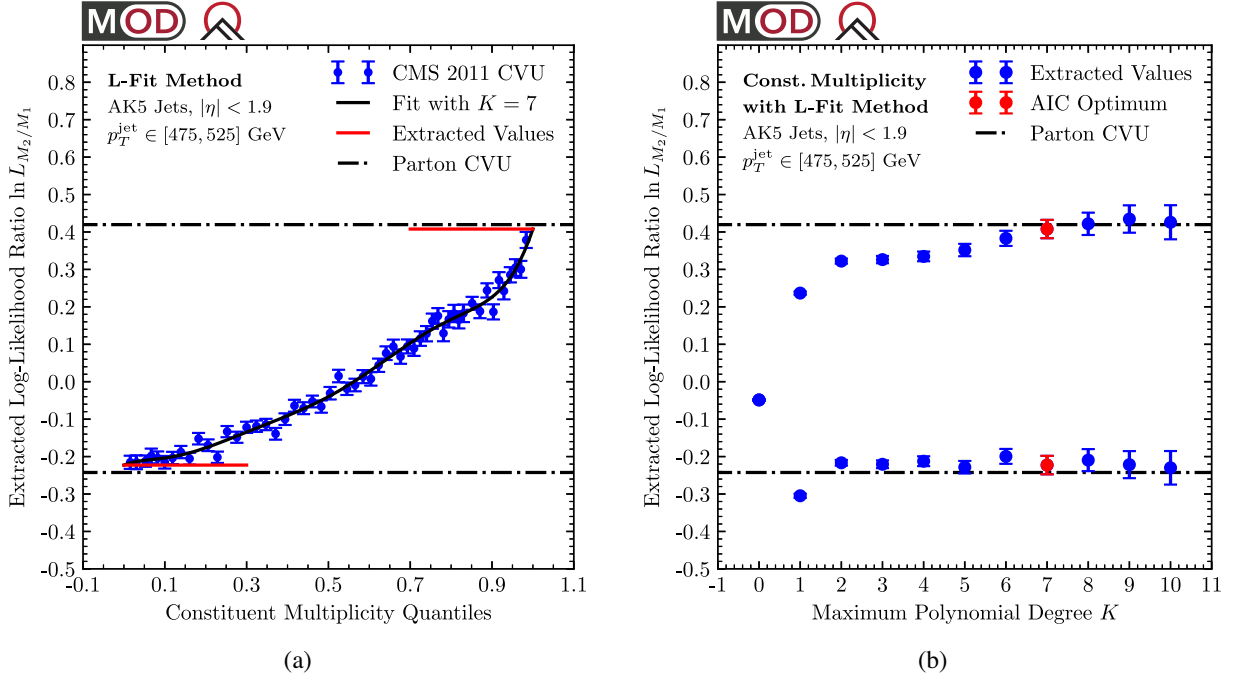 MOD
L-Fit Method
AK5 Jets, |η| < 1.9
p_T^jet ∈ [475, 525] GeV
CMS 2011 CVU
Fit with K = 7
Extracted Values
Parton CVU
Extracted Log-Likelihood Ratio ln L_{M_2/M_1}
0.8
0.7
0.6
0.5
0.4
0.3
0.2
0.1
0.0
-0.1
-0.2
-0.3
-0.4
-0.5
-0.1 0.1 0.3 0.5 0.7 0.9 1.1
Constituent Multiplicity Quantiles
(a)
MOD
Const. Multiplicity
with L-Fit Method
AK5 Jets, |η| < 1.9
p_T^jet ∈ [475, 525] GeV
Extracted Values
AIC Optimum
Parton CVU
Extracted Log-Likelihood Ratio ln L_{M_2/M_1}
0.8
0.7
0.6
0.5
0.4
0.3
0.2
0.1
0.0
-0.1
-0.2
-0.3
-0.4
-0.5
-1 0 1 2 3 4 5 6 7 8 9 10 11
Maximum Polynomial Degree K
(b)